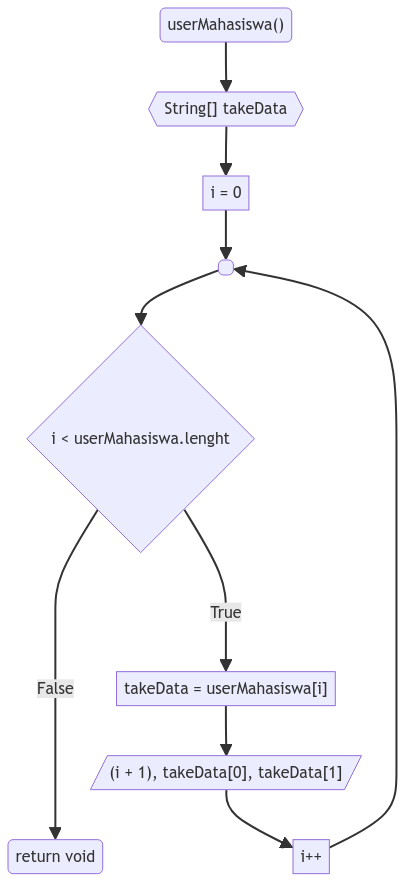 userMahasiswa()
String[] takeData
i = 0
i < userMahasiswa.lenght
True
False
takeData = userMahasiswa[i]
(i + 1), takeData[0], takeData[1]
return void
i++